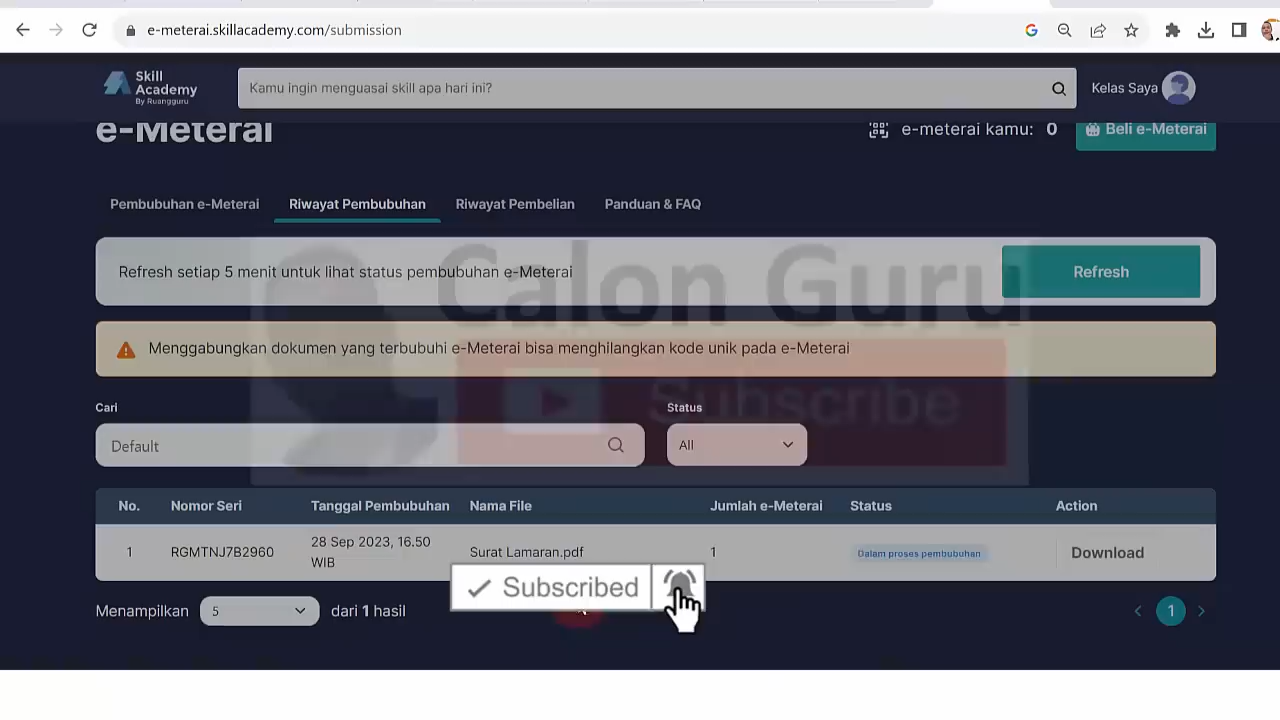 e-meterai.skillacademy.com/submission
Skill
Academy
By Ruangguru
Kamu ingin menguasai skill apa hari ini?
Kelas Saya
e-Meterai
e-meterai kamu: 0
Beli e-Meterai
Pembubuhan e-Meterai
Riwayat Pembubuhan
Riwayat Pembelian
Panduan & FAQ
Refresh setiap 5 menit untuk lihat status pembubuhan e-Meterai
Refresh
Calon Guru
Menggabungkan dokumen yang terbubuhi e-Meterai bisa menghilangkan kode unik pada e-Meterai
Subscribe
Cari
Status
Default
All
No. Nomor Seri Tanggal Pembubuhan Nama File Jumlah e-Meterai Status Action
1 RGMTNJ7B2960 28 Sep 2023, 16.50 WIB Surat Lamaran.pdf 1 Dalam proses pembubuhan Download
Subscribed
Menampilkan 5 dari 1 hasil
1